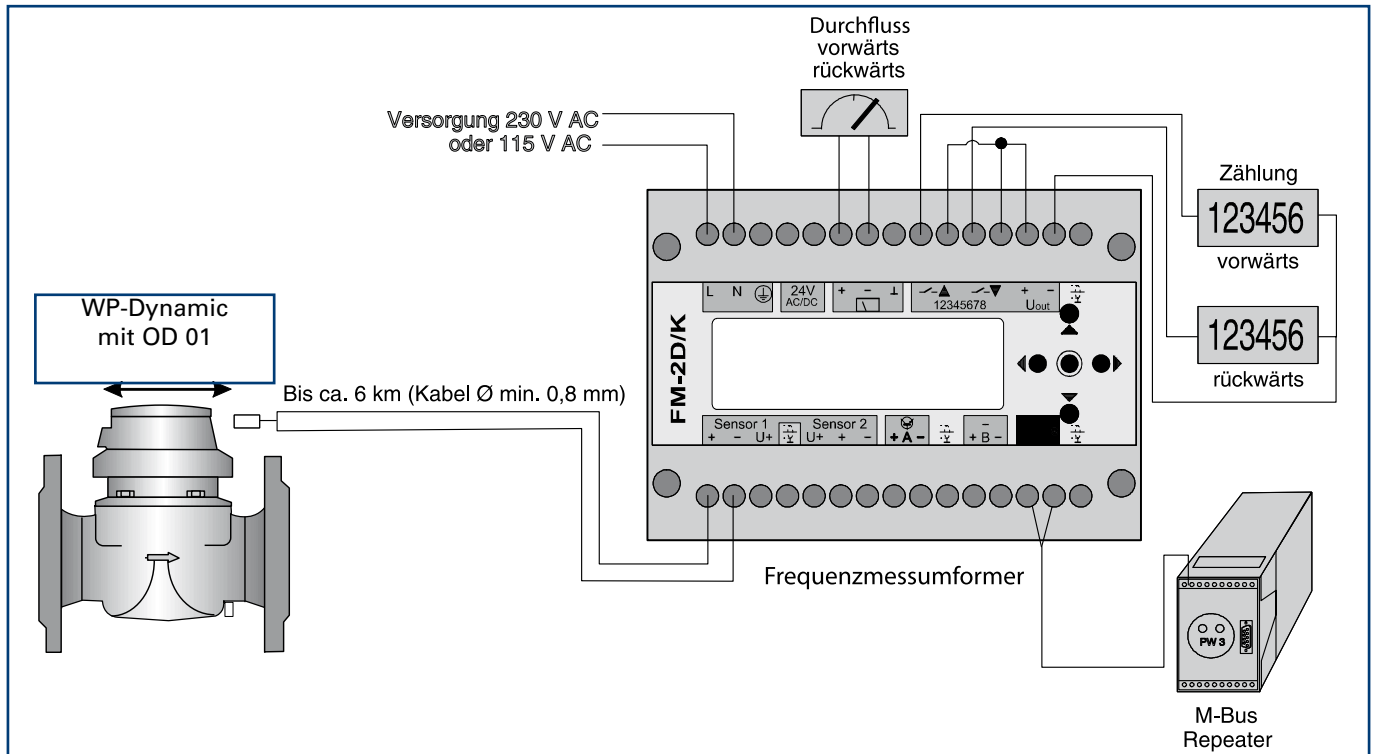 Durchfluss
vorwärts
rückwärts
Versorgung 230 V AC
oder 115 V AC
Zählung
123456
vorwärts
123456
rückwärts
WP-Dynamic
mit OD 01
Bis ca. 6 km (Kabel Ø min. 0,8 mm)
FM-2D/K
L N 24V + - ⊥ + -
AC/DC 12345678 Uout
Sensor 1 Sensor 2
+ - U+ U+ + - + A - + B -
-
Frequenzmessumformer
PW 3
M-Bus
Repeater